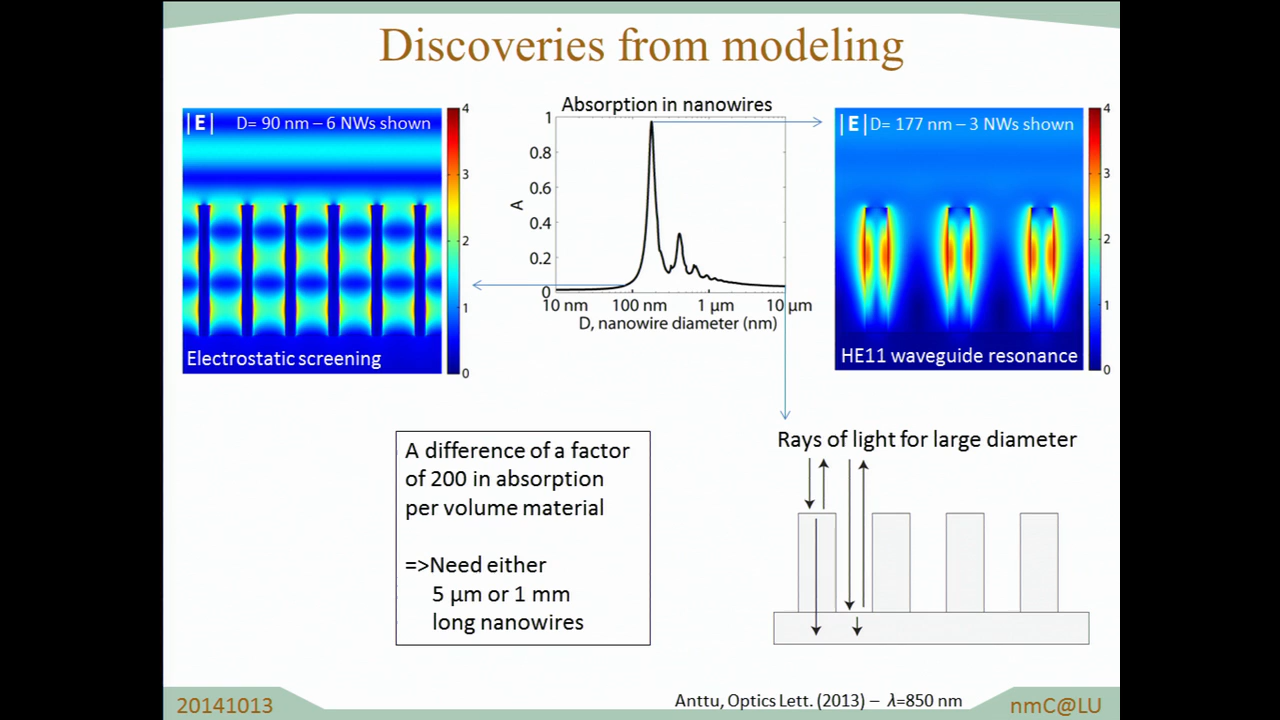 Discoveries from modeling
|E| D= 90 nm – 6 NWs shown
4
3
2
1
0
Electrostatic screening
Absorption in nanowires
1
0.8
0.6
0.4
0.2
0
A
10 nm 100 nm 1 µm 10 µm
D, nanowire diameter (nm)
|E| D= 177 nm – 3 NWs shown
4
3
2
1
0
HE11 waveguide resonance
A difference of a factor
of 200 in absorption
per volume material
=>Need either
5 µm or 1 mm
long nanowires
Rays of light for large diameter
20141013
Anttu, Optics Lett. (2013) – λ=850 nm
nmC@LU